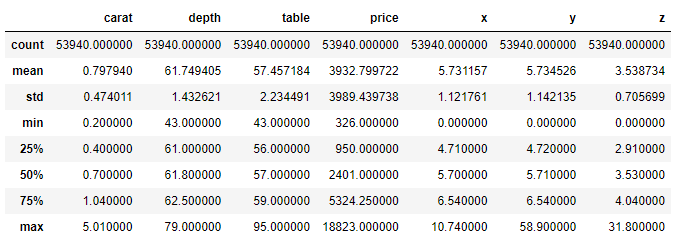 carat depth table price x y z
count 53940.000000 53940.000000 53940.000000 53940.000000 53940.000000 53940.000000 53940.000000
mean 0.797940 61.749405 57.457184 3932.799722 5.731157 5.734526 3.538734
std 0.474011 1.432621 2.234491 3989.439738 1.121761 1.142135 0.705699
min 0.200000 43.000000 43.000000 326.000000 0.000000 0.000000 0.000000
25% 0.400000 61.000000 56.000000 950.000000 4.710000 4.720000 2.910000
50% 0.700000 61.800000 57.000000 2401.000000 5.700000 5.710000 3.530000
75% 1.040000 62.500000 59.000000 5324.250000 6.540000 6.540000 4.040000
max 5.010000 79.000000 95.000000 18823.000000 10.740000 58.900000 31.800000